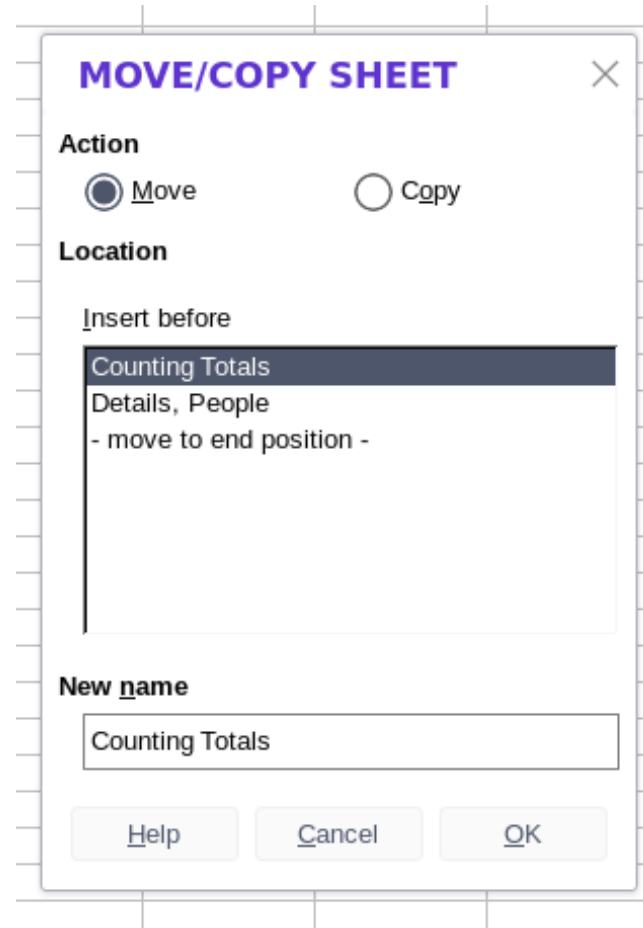 MOVE/COPY SHEET
Action
Move Copy
Location
Insert before
Counting Totals
Details, People
- move to end position -
New name
Counting Totals
Help Cancel OK